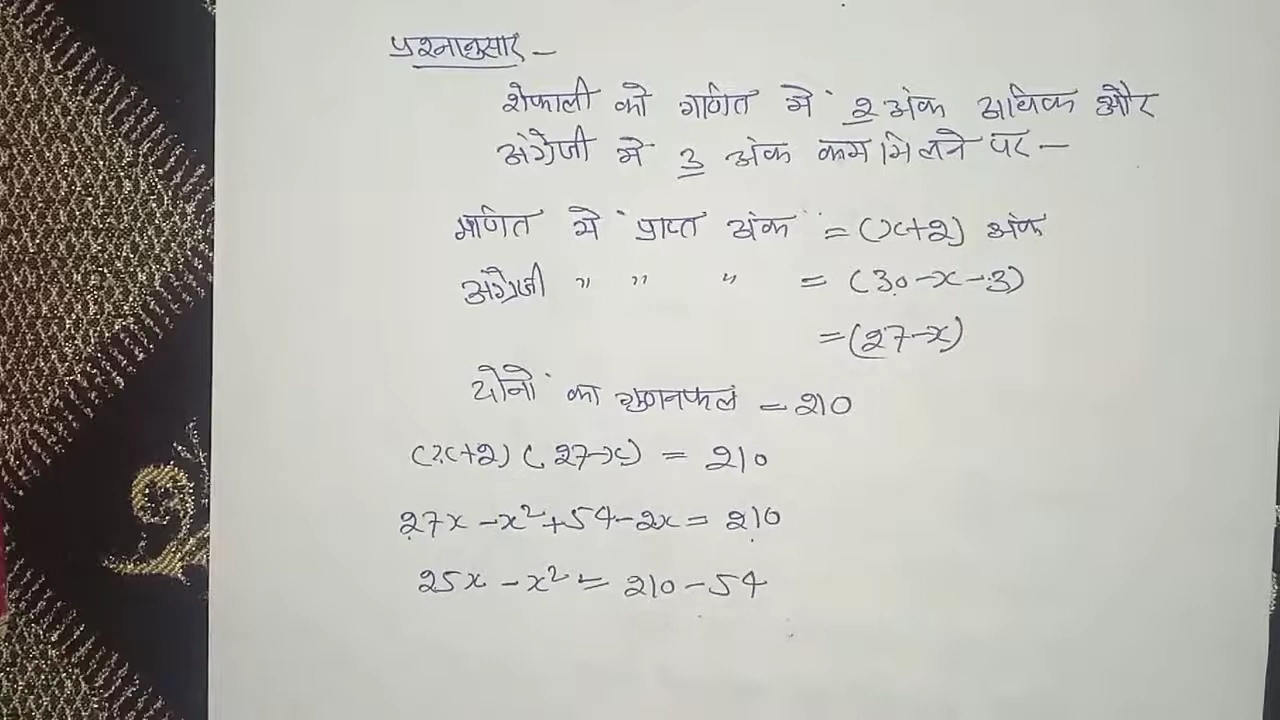 प्रश्नानुसार -
शेफाली को गणित में 2 अंक अधिक और
अंग्रेजी में 3 अंक कम मिलने पर -
गणित में प्राप्त अंक = (x+2) अंक
अंग्रेजी " " " = (30-x-3)
= (27-x)
दोनों का गुणनफल = 210
(x+2) (27-x) = 210
27x - x² + 54 - 2x = 210
25x - x² = 210 - 54